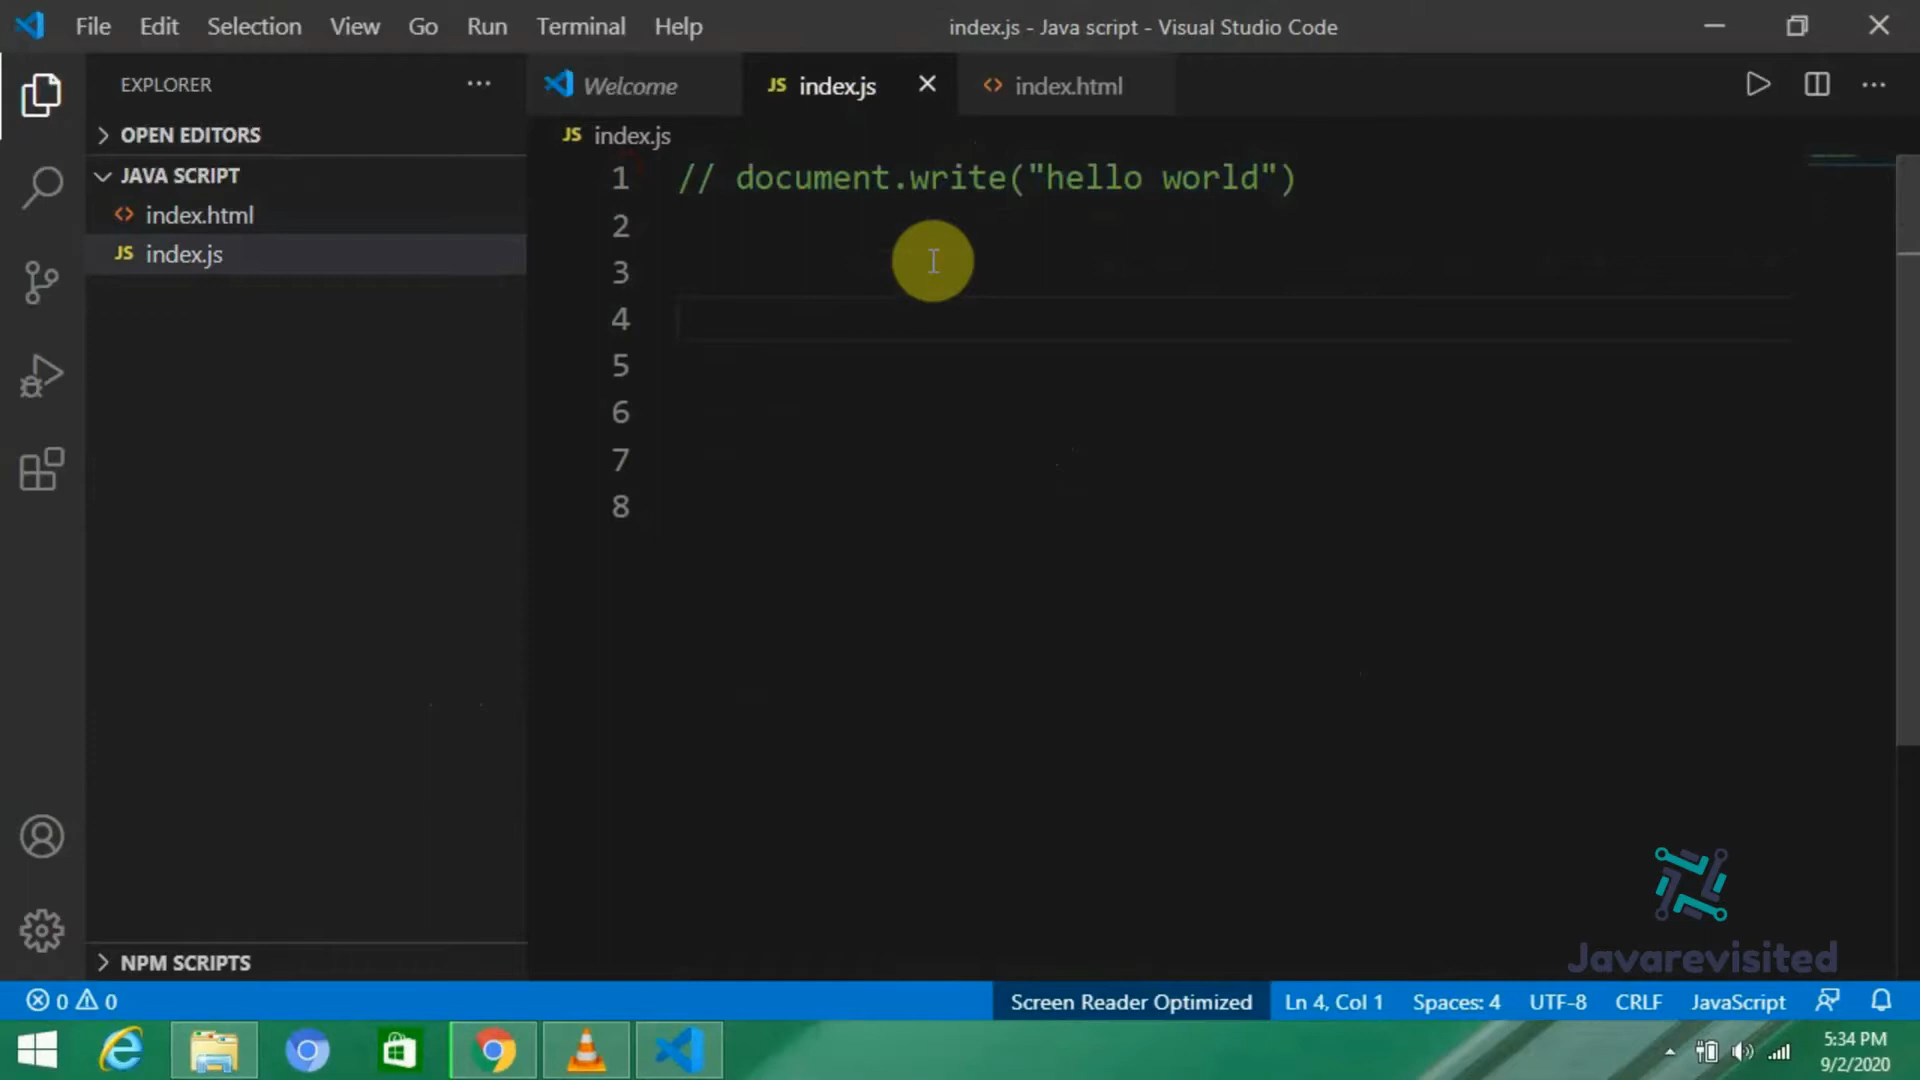 File Edit Selection View Go Run Terminal Help
index.js - Java script - Visual Studio Code
EXPLORER
Welcome
JS index.js
index.html
OPEN EDITORS
JS index.js
JAVA SCRIPT
index.html
JS index.js
1 // document.write("hello world")
2
3
4
5
6
7
8
NPM SCRIPTS
Javarevisited
0 0
Screen Reader Optimized Ln 4, Col 1 Spaces: 4 UTF-8 CRLF JavaScript
5:34 PM
9/2/2020